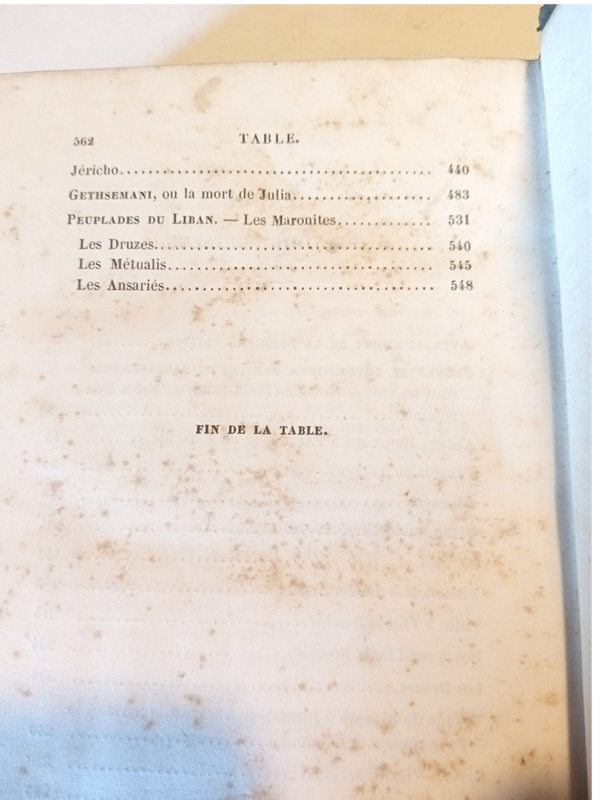 562 TABLE.
Jéricho........................................ 440
GETHSEMANI, ou la mort de Julia.................. 483
PEUPLADES DU LIBAN. — Les Maronites............ 531
Les Druzes..................................... 540
Les Métualis................................... 545
Les Ansariés................................... 548
FIN DE LA TABLE.